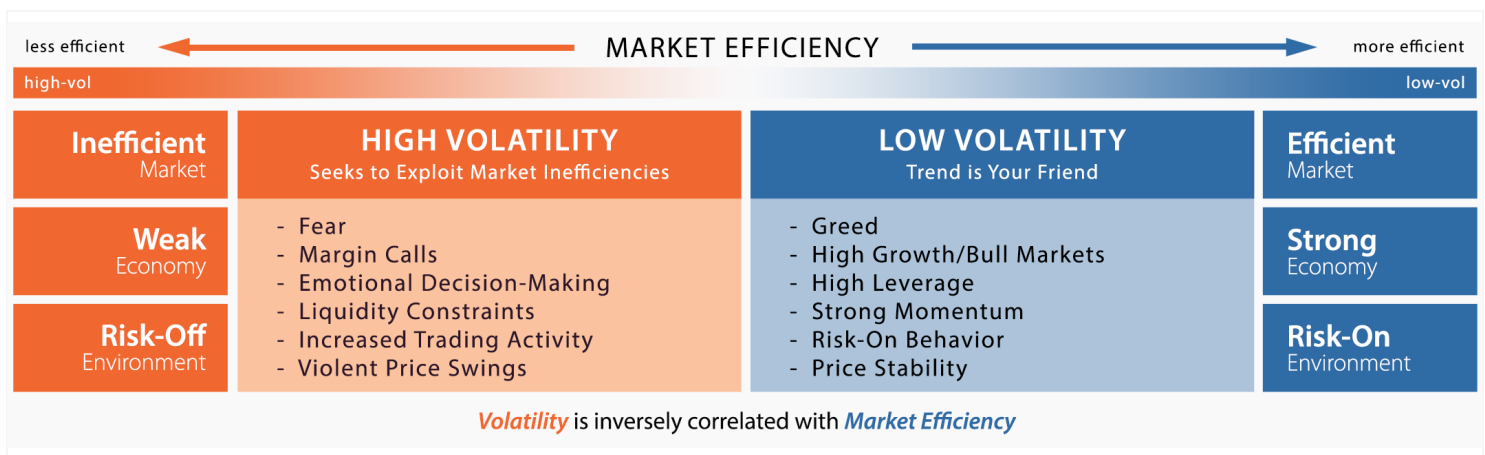 less efficient
MARKET EFFICIENCY
more efficient
high-vol
low-vol
Inefficient
Market
Weak
Economy
Risk-Off
Environment
HIGH VOLATILITY
Seeks to Exploit Market Inefficiencies
- Fear
- Margin Calls
- Emotional Decision-Making
- Liquidity Constraints
- Increased Trading Activity
- Violent Price Swings
LOW VOLATILITY
Trend is Your Friend
- Greed
- High Growth/Bull Markets
- High Leverage
- Strong Momentum
- Risk-On Behavior
- Price Stability
Efficient
Market
Strong
Economy
Risk-On
Environment
Volatility is inversely correlated with Market Efficiency